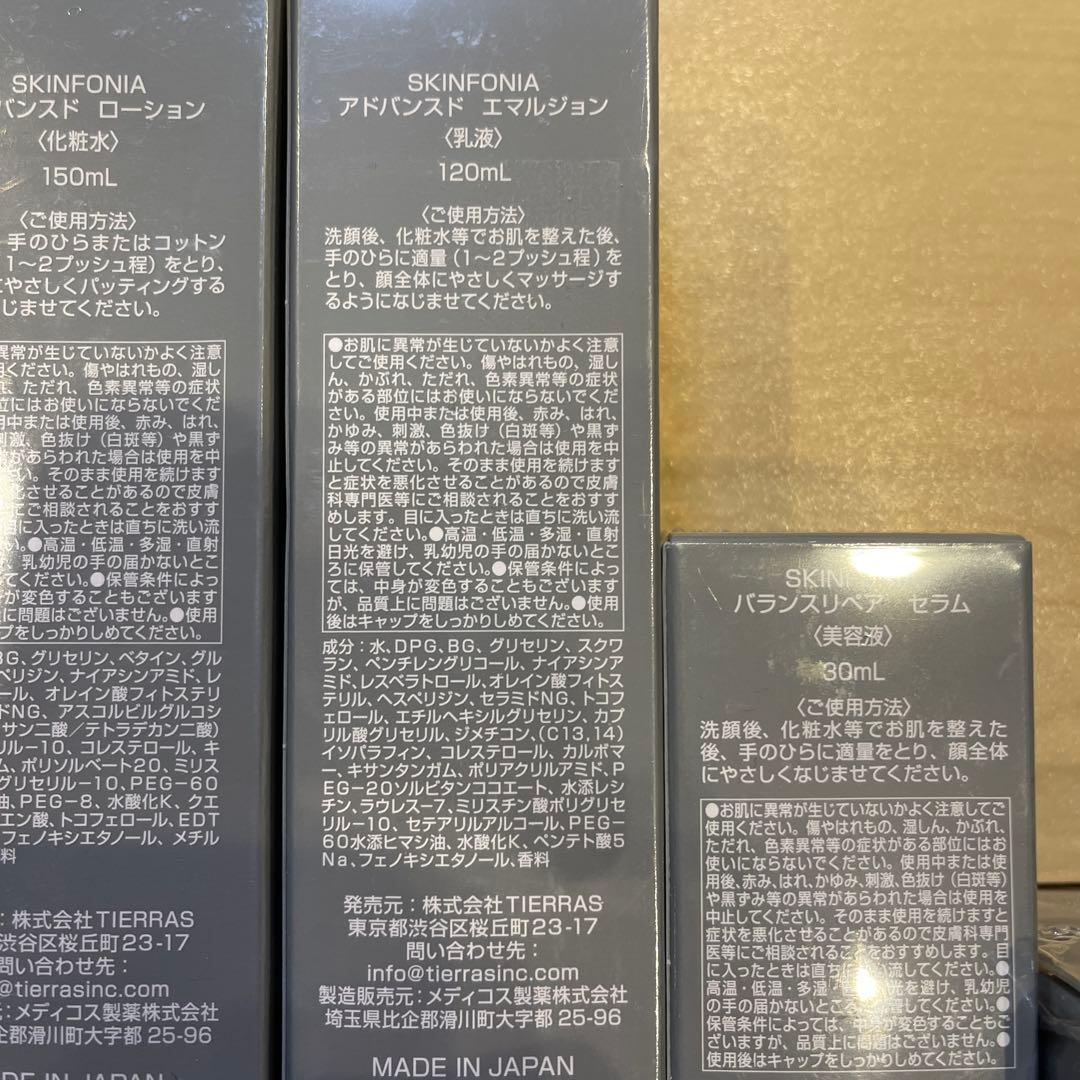 SKINFONIA
バンスド ローション
〈化粧水〉
150mL
〈ご使用方法〉
手のひらまたはコットン
1〜2プッシュ程）をとり、
にやさしくパッティングする
じませてください。
異常が生じていないかよく注意
用ください。傷やはれもの、湿し
れ、ただれ、色素異常等の症状
部位にはお使いにならないでくだ
用中または使用後、赤み、はれ、
刺激、色抜け（白斑等）や黒ず
常があらわれた場合は使用を中
い。そのまま使用を続けます
化させることがあるので皮膚
にご相談されることをおすす
目に入ったときは直ちに洗い流
い。●高温・低温・多湿・直射
け、乳幼児の手の届かないとこ
てください。●保管条件によっ
が変色することもございます
問題はございません。●使用
プをしっかりしめてください。
BG、グリセリン、ベタイン、グル
ペリジン、ナイアシンアミド、レ
ール、オレイン酸フィトステリ
ドNG、アスコルビルグルコシ
サン二酸／テトラデカン二酸）
リル−10、コレステロール、キ
ム、ポリソルベート20、ミリス
グリセリル−10、PEG−60
油、PEG−8、水酸化K、クエ
エン酸、トコフェロール、EDT
フェノキシエタノール、メチル
料
：株式会社TIERRAS
渋谷区桜丘町23-17
問い合わせ先：
@tierrasinc.com
：メディコス製薬株式会社
企郡滑川町大字都 25-96
MADE IN JAPAN
SKINFONIA
アドバンスド エマルジョン
〈乳液〉
120mL
〈ご使用方法〉
洗顔後、化粧水等でお肌を整えた後、
手のひらに適量（1〜2プッシュ程）を
とり、顔全体にやさしくマッサージす
るようになじませてください。
●お肌に異常が生じていないかよく注意
してご使用ください。傷やはれもの、湿し
ん、かぶれ、ただれ、色素異常等の症状
がある部位にはお使いにならないでくだ
さい。使用中または使用後、赤み、はれ、
かゆみ、刺激、色抜け（白斑等）や黒ず
み等の異常があらわれた場合は使用を中
止してください。そのまま使用を続けます
と症状を悪化させることがあるので皮膚
科専門医等にご相談されることをおすす
めします。目に入ったときは直ちに洗い流
してください。●高温・低温・多湿・直射
日光を避け、乳幼児の手の届かないとこ
ろに保管してください。●保管条件によっ
ては、中身が変色することもございます
が、品質上に問題はございません。●使用
後はキャップをしっかりしめてください。
成分：水、DPG、BG、グリセリン、スクワ
ラン、ペンチレングリコール、ナイアシンア
ミド、レスベラトロール、オレイン酸フィトス
テリル、ヘスペリジン、セラミドNG、トコフ
ェロール、エチルヘキシルグリセリン、カプ
リル酸グリセリル、ジメチコン、（C13,14）
イソパラフィン、コレステロール、カルボマ
ー、キサンタンガム、ポリアクリルアミド、P
EG−20ソルビタンココエート、水添レシ
チン、ラウレス−7、ミリスチン酸ポリグリセ
リル−10、セテアリルアルコール、PEG−
60水添ヒマシ油、水酸化K、ペンテト酸5
Na、フェノキシエタノール、香料
発売元：株式会社TIERRAS
東京都渋谷区桜丘町23-17
問い合わせ先：
info@tierrasinc.com
製造販売元：メディコス製薬株式会社
埼玉県比企郡滑川町大字都 25-96
MADE IN JAPAN
SKINF
バランスリペア セラム
〈美容液〉
30mL
〈ご使用方法〉
洗顔後、化粧水等でお肌を整えた
後、手のひらに適量をとり、顔全体
にやさしくなじませてください。
●お肌に異常が生じていないかよく注意してご
使用ください。傷やはれもの、湿しん、かぶれ、
ただれ、色素異常等の症状がある部位にはお
使いにならないでください。使用中または使
用後、赤み、はれ、かゆみ、刺激、色抜け（白斑等）
や黒ずみ等の異常があらわれた場合は使用を
中止してください。そのまま使用を続けますと
症状を悪化させることがあるので皮膚科専門
医等にご相談されることをおすすめします。目
に入ったときは直ちに洗い流してください。●
高温・低温・多湿・直射日光を避け、乳幼児
の手の届かないところに保管してください。●
保管条件によっては、中身が変色することもご
ざいますが、品質上に問題はございません。●
使用後はキャップをしっかりしめてください。